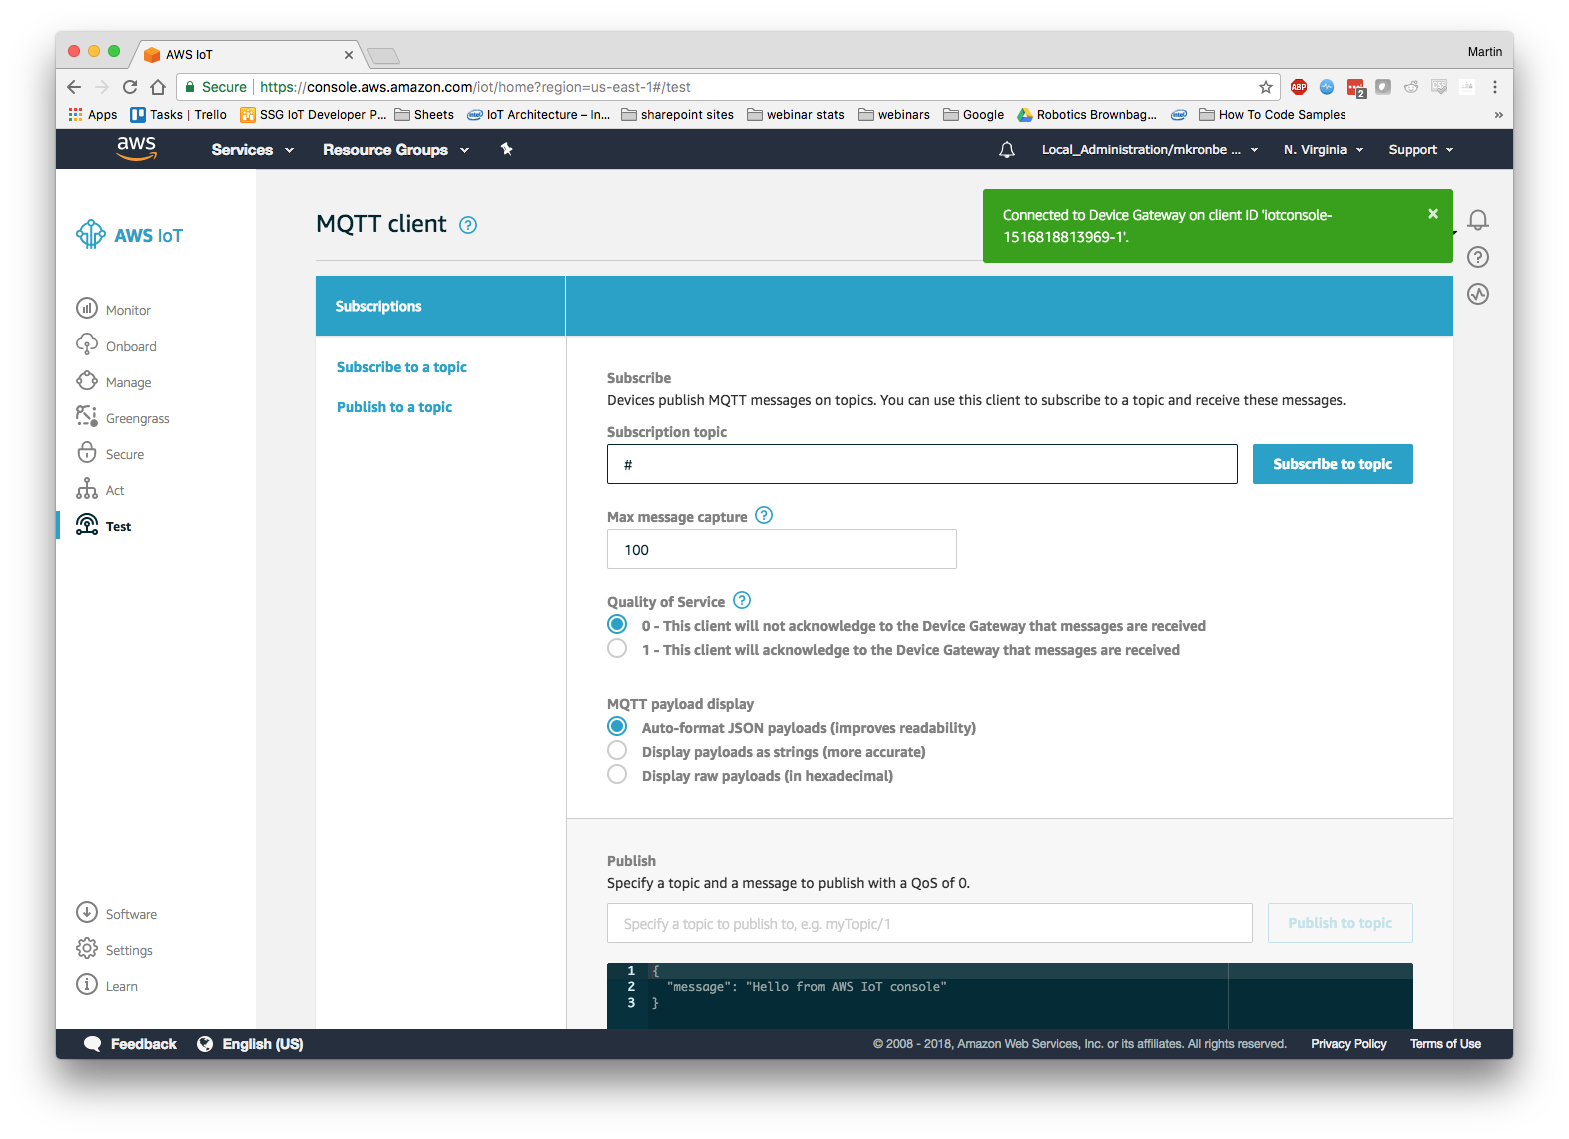 AWS IoT
Martin
Secure https://console.aws.amazon.com/iot/home?region=us-east-1#/test
ABP
2
CSS
Apps Tasks | Trello SSG IoT Developer P... Sheets IoT Architecture – In... sharepoint sites webinar stats webinars Google Robotics Brownbag... How To Code Samples »
aws Services Resource Groups Local_Administration/mkronbe ... N. Virginia Support
AWS IoT
Monitor
Onboard
Manage
Greengrass
Secure
Act
Test
Software
Settings
Learn
MQTT client ?
Connected to Device Gateway on client ID 'iotconsole-
1516818813969-1'.
Subscriptions
Subscribe to a topic
Publish to a topic
Subscribe
Devices publish MQTT messages on topics. You can use this client to subscribe to a topic and receive these messages.
Subscription topic
#
Subscribe to topic
Max message capture ?
100
Quality of Service ?
0 - This client will not acknowledge to the Device Gateway that messages are received
1 - This client will acknowledge to the Device Gateway that messages are received
MQTT payload display
Auto-format JSON payloads (improves readability)
Display payloads as strings (more accurate)
Display raw payloads (in hexadecimal)
Publish
Specify a topic and a message to publish with a QoS of 0.
Specify a topic to publish to, e.g. myTopic/1
Publish to topic
1 {
2 "message": "Hello from AWS IoT console"
3 }
Feedback English (US) © 2008 - 2018, Amazon Web Services, Inc. or its affiliates. All rights reserved. Privacy Policy Terms of Use